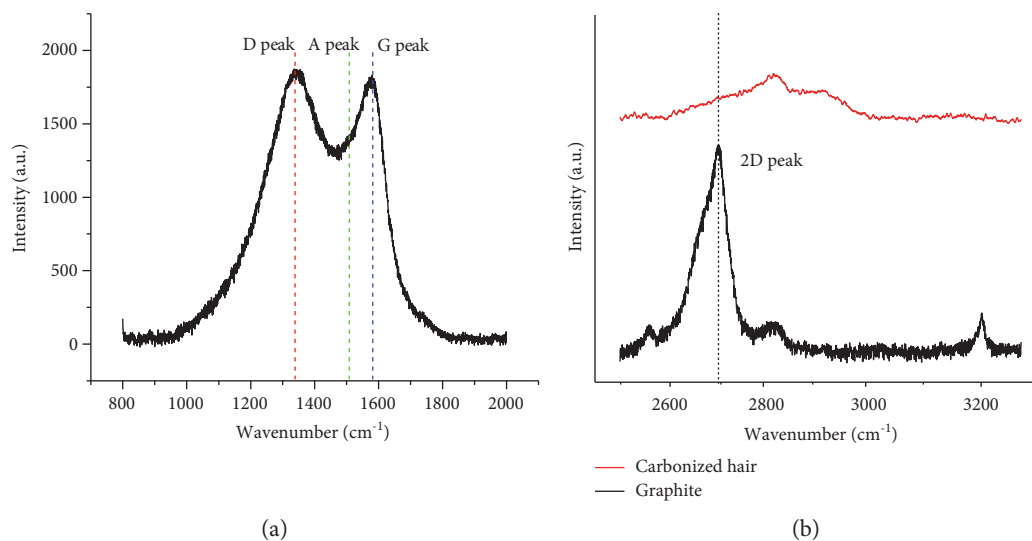 D peak
A peak
G peak
2000
1500
1000
500
0
Intensity (a.u.)
800
1000
1200
1400
1600
1800
2000
Wavenumber (cm⁻¹)
(a)
2D peak
Intensity (a.u.)
2600
2800
3000
3200
Wavenumber (cm⁻¹)
Carbonized hair
Graphite
(b)